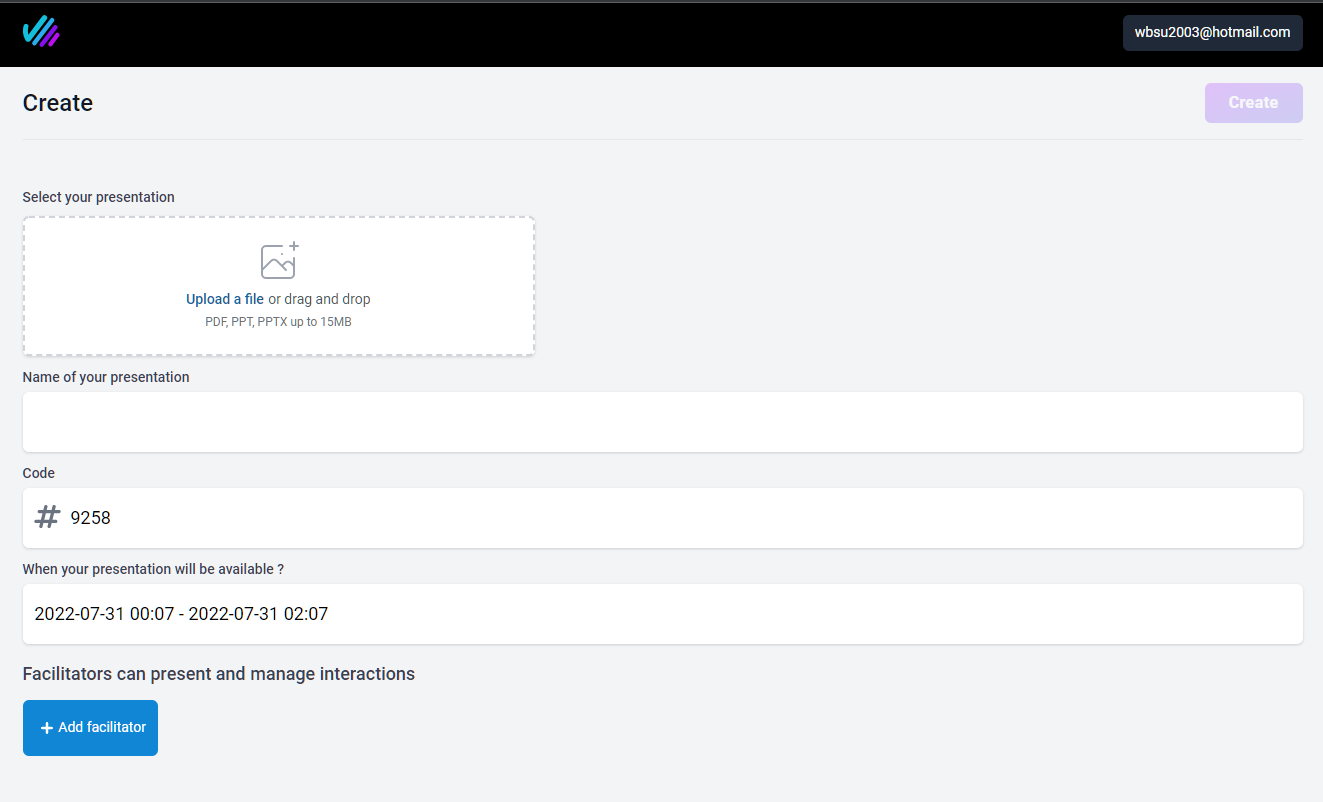 wbsu2003@hotmail.com
Create
Create
Select your presentation
Upload a file or drag and drop
PDF, PPT, PPTX up to 15MB
Name of your presentation
Code
# 9258
When your presentation will be available ?
2022-07-31 00:07 - 2022-07-31 02:07
Facilitators can present and manage interactions
+ Add facilitator